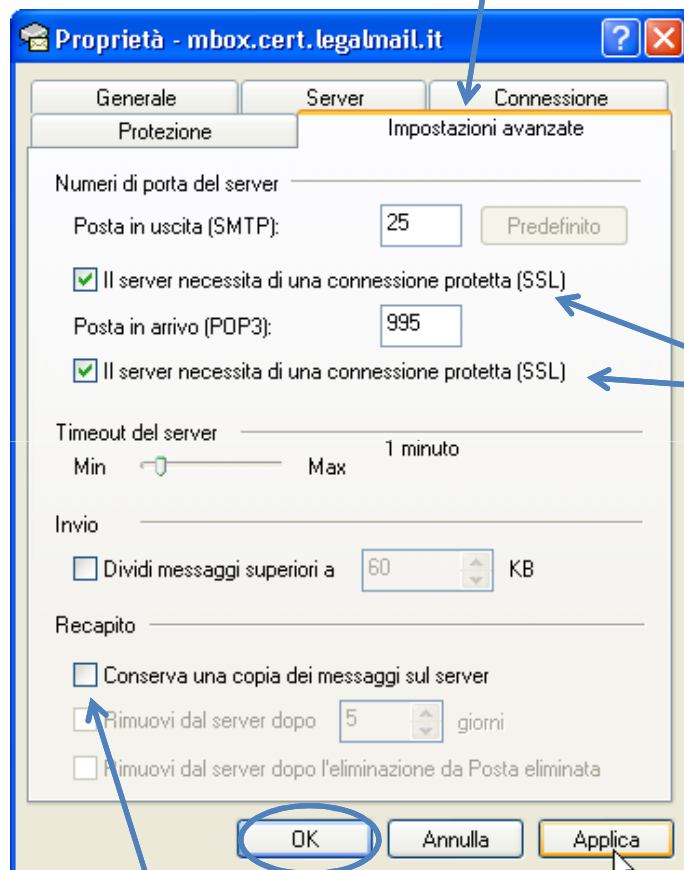 Proprietà - mbox.cert.legalmail.it
Generale Server Connessione
Protezione Impostazioni avanzate
Numeri di porta del server
Posta in uscita (SMTP): 25 Predefinito
Il server necessita di una connessione protetta (SSL)
Posta in arrivo (POP3): 995
Il server necessita di una connessione protetta (SSL)
Timeout del server
Min Max 1 minuto
Invio
Dividi messaggi superiori a 60 KB
Recapito
Conserva una copia dei messaggi sul server
Rimuovi dal server dopo 5 giorni
Rimuovi dal server dopo l'eliminazione da Posta eliminata
OK Annulla Applica